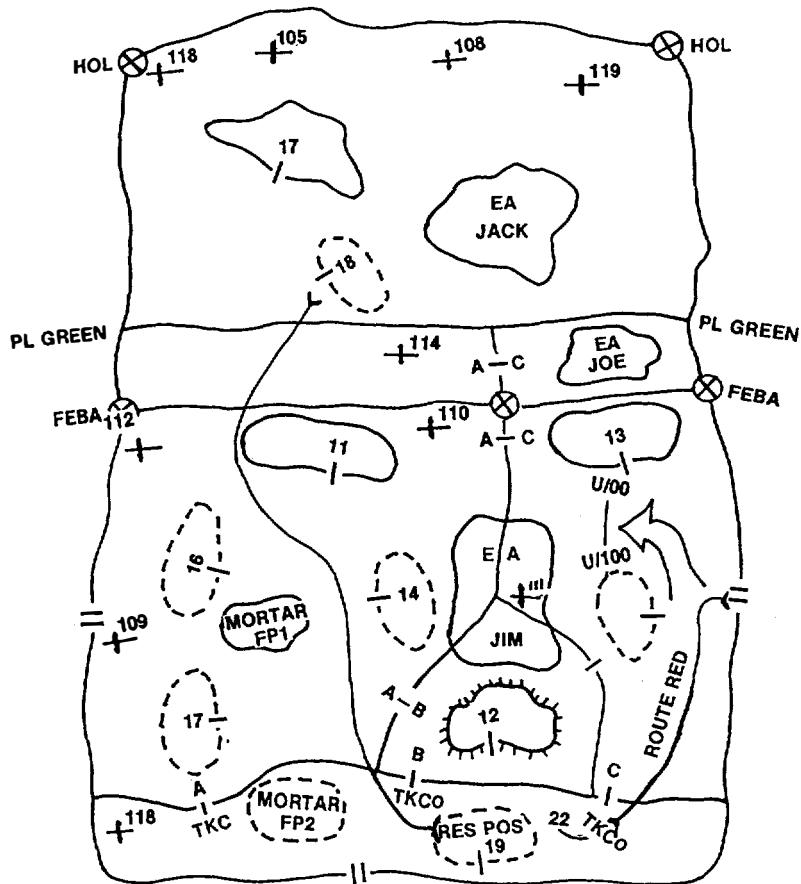 HOL
118
105
108
119
HOL
17
EA
JACK
18
PL GREEN
PL GREEN
114
A C
EA
JOE
FEBA
112
110
A C
FEBA
11
13
U/00
U/100
16
14
E A
JIM
MORTAR
FP1
109
ROUTE RED
A-B
12
17
B
TKCo
A
TKC
MORTAR
FP2
C
TKCo
118
RES POS
19
22